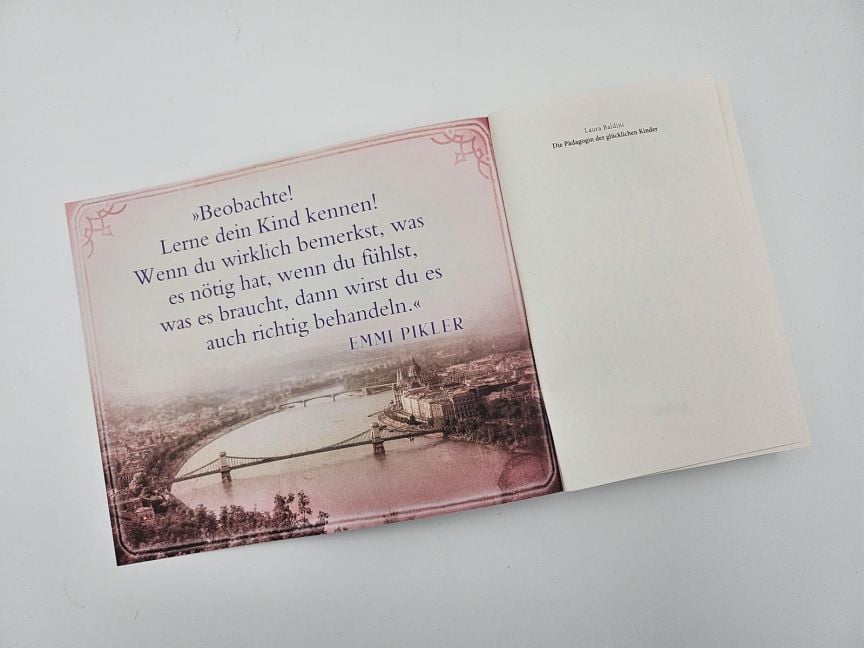 »Beobachte!
Lerne dein Kind kennen!
Wenn du wirklich bemerkst, was
es nötig hat, wenn du fühlst,
was es braucht, dann wirst du es
auch richtig behandeln.«
EMMI PIKLER
Laura Baldini
Die Pädagogin der glücklichen Kinder